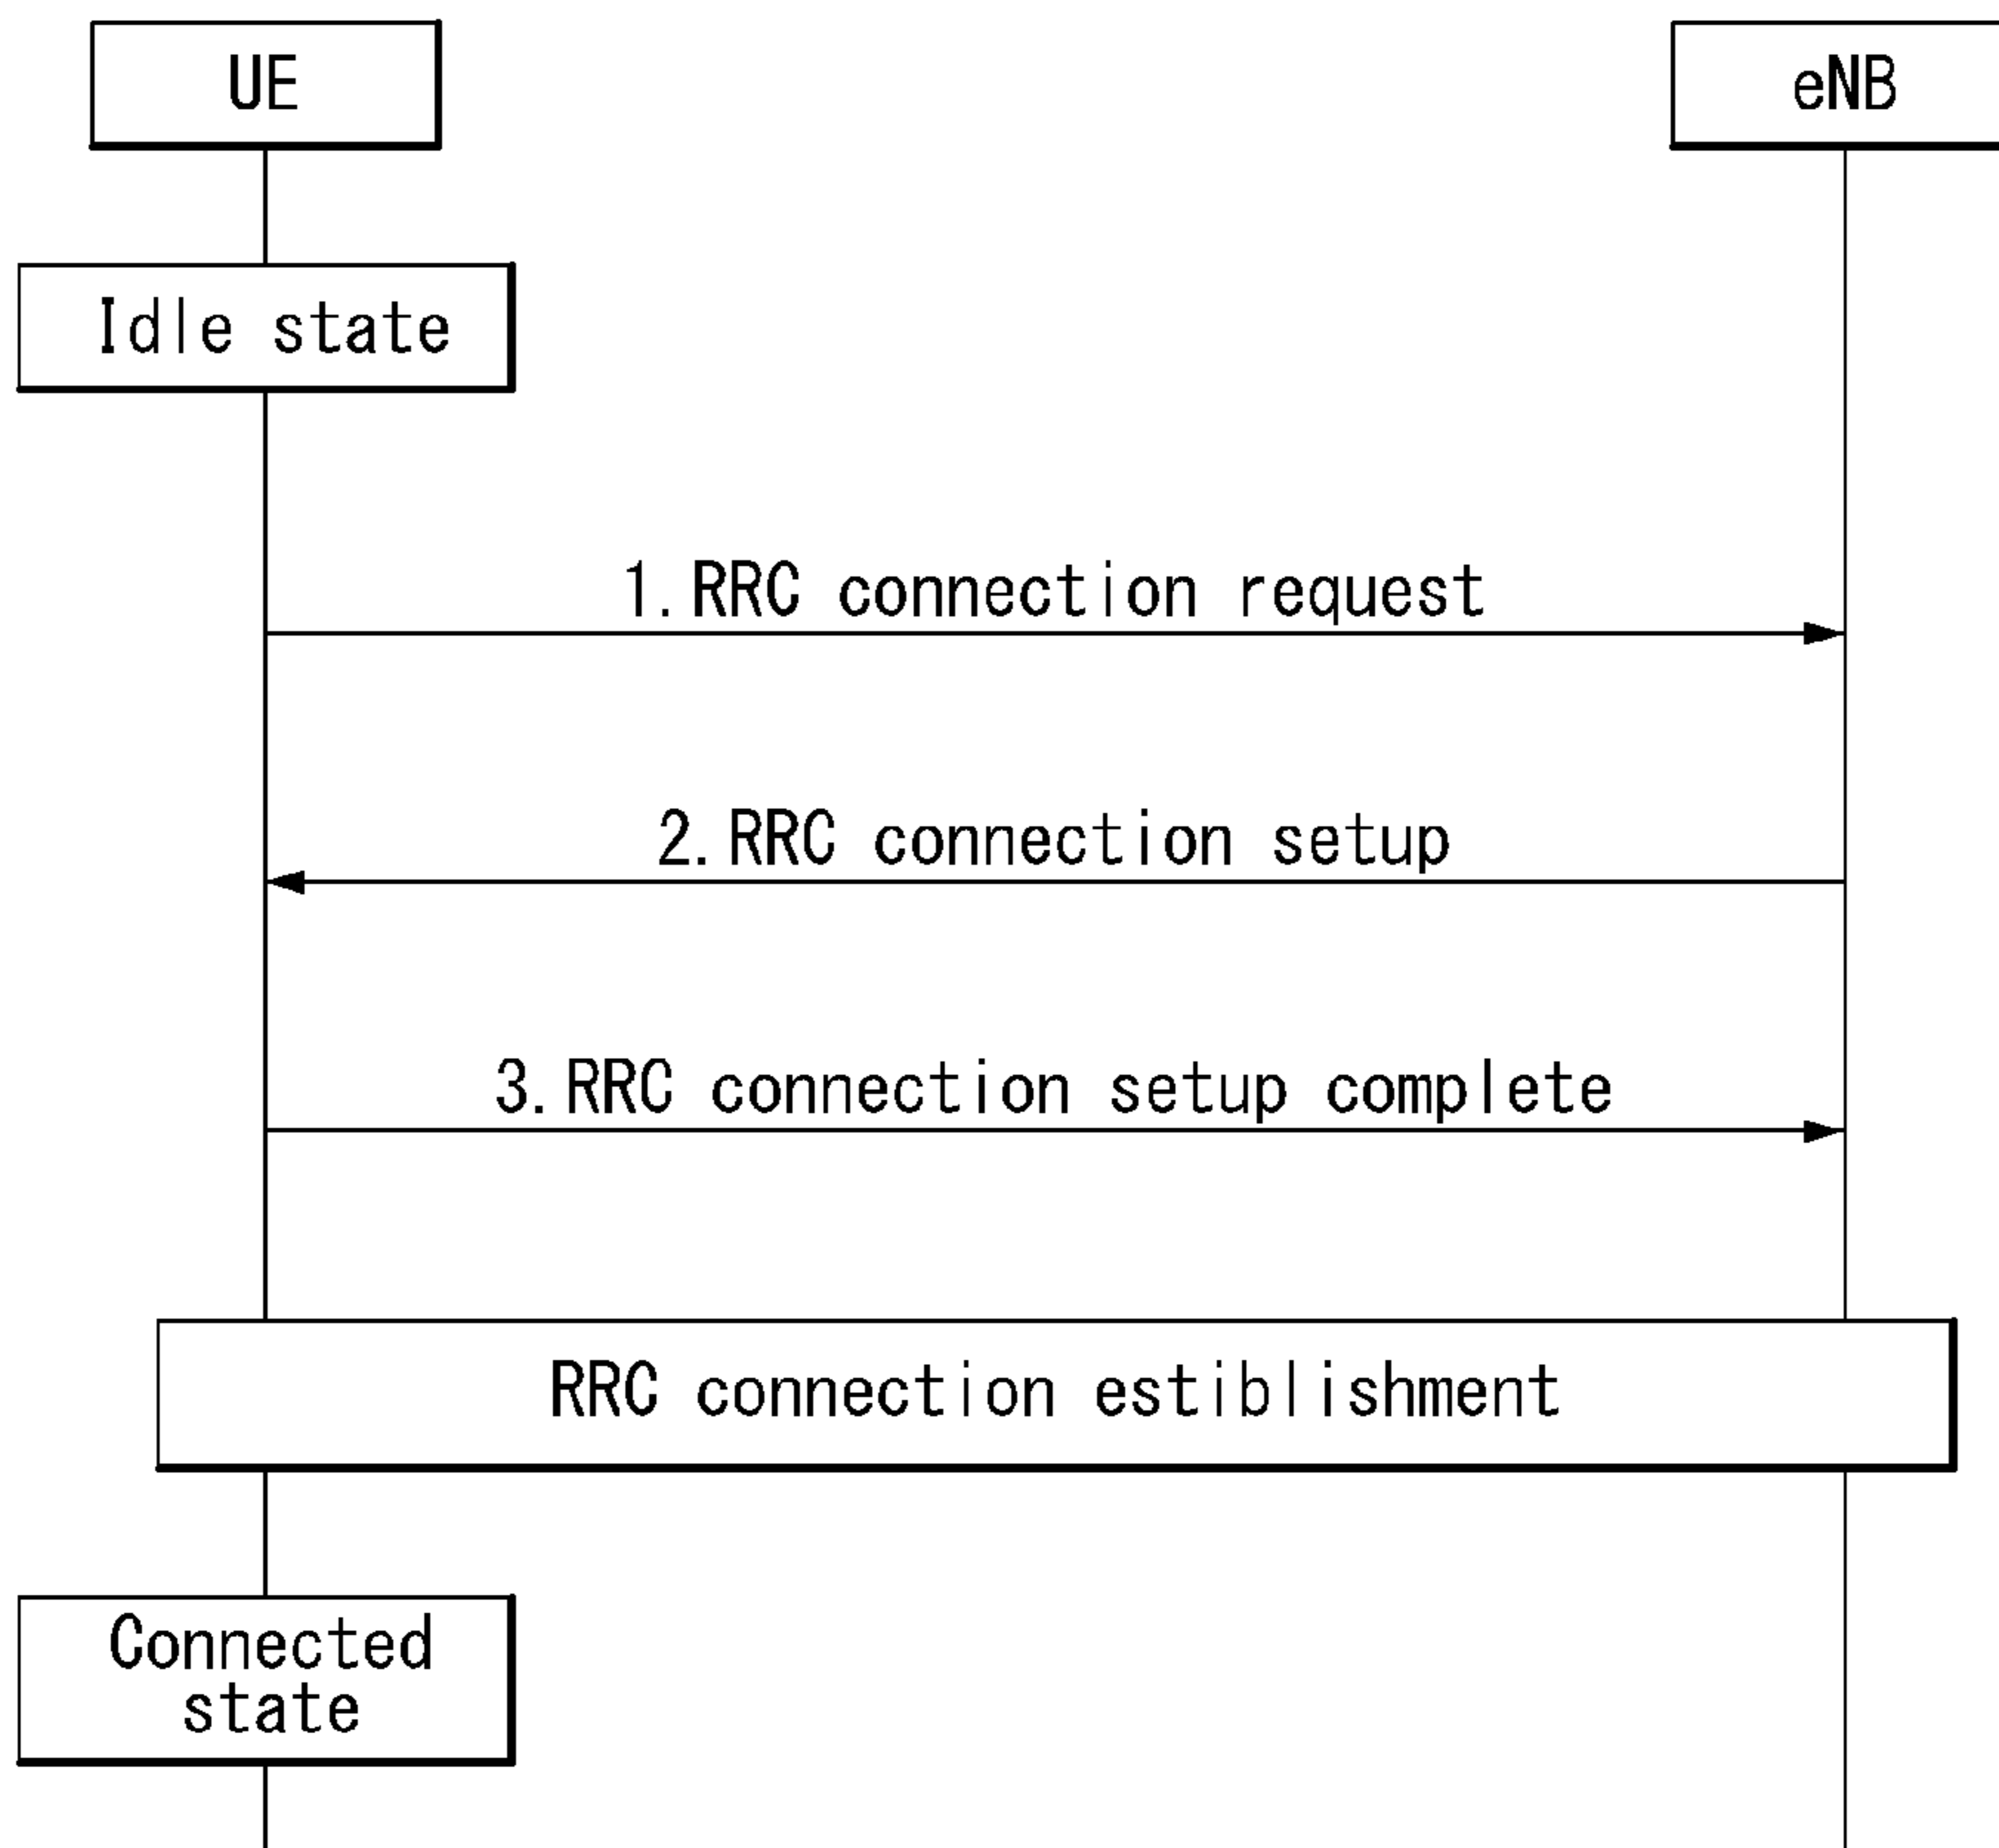 UE
eNB
Idle state
1.RRC connection request
2.RRC connection setup
3.RRC connection setup complete
RRC connection estiblishment
Connected
state